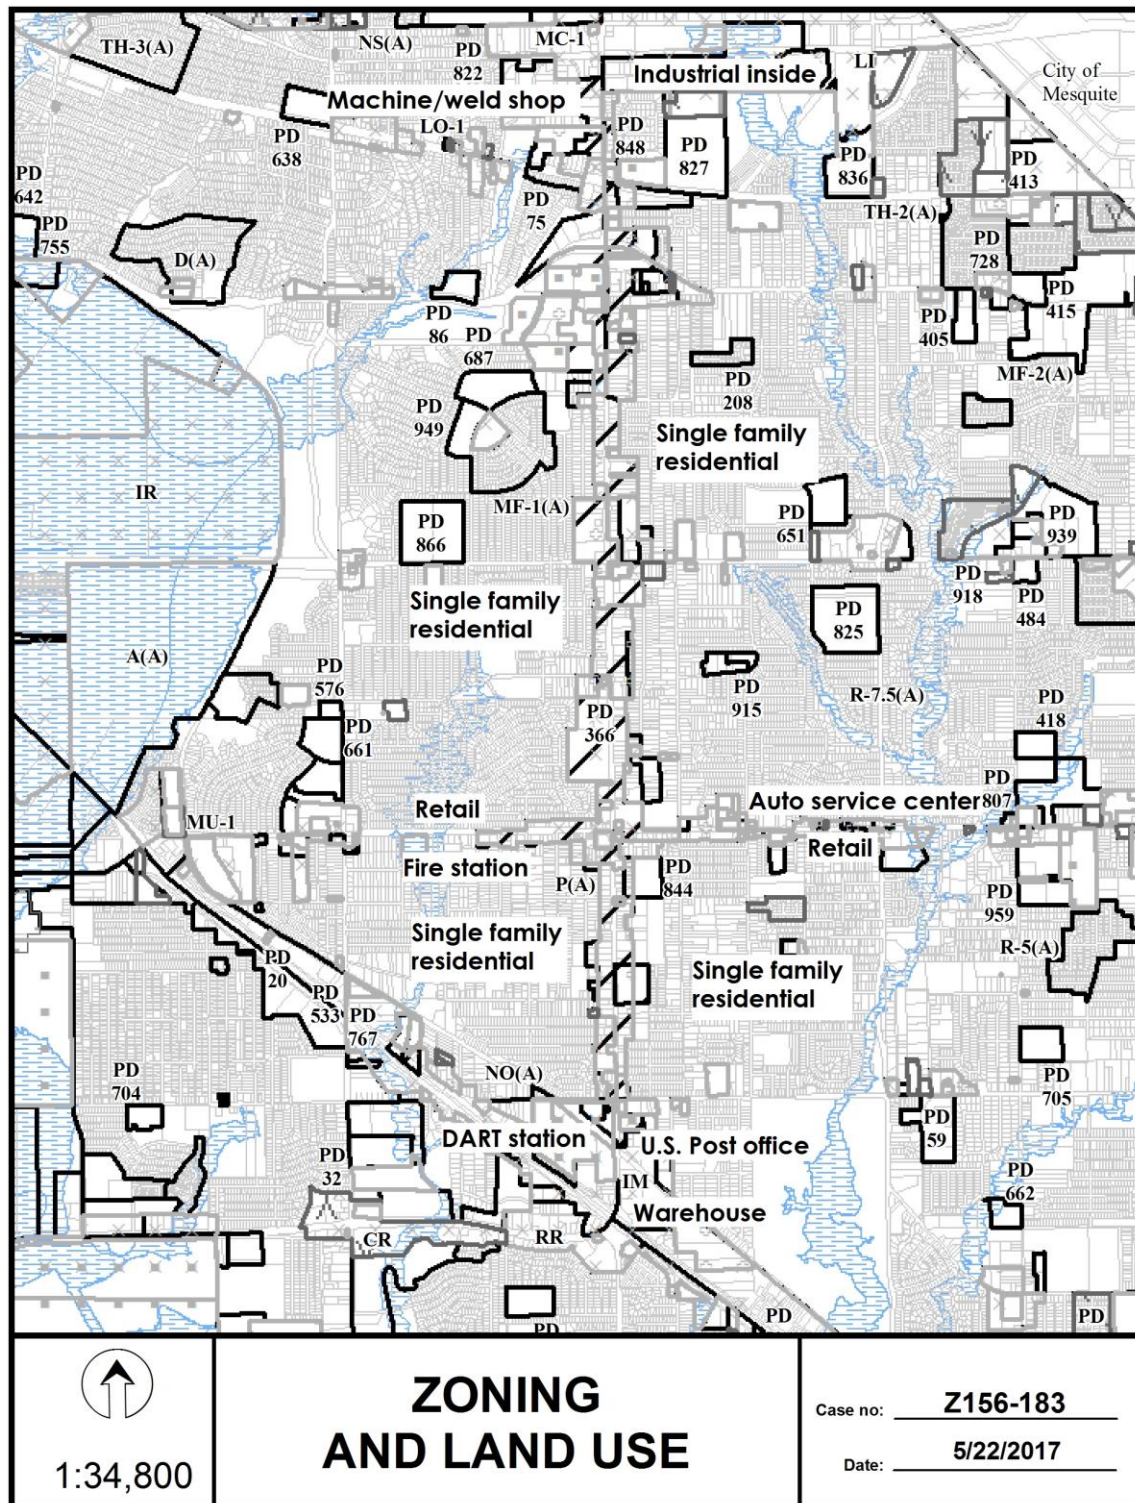 TH-3(A)
NS(A)
PD
822
MC-1
Industrial inside
LI
City of
Mesquite
Machine/weld shop
LO-1
PD
638
PD
848
PD
827
PD
836
PD
413
PD
642
PD
755
PD
75
TH-2(A)
D(A)
PD
728
PD
86
PD
687
PD
405
PD
415
PD
208
MF-2(A)
PD
949
Single family
residential
IR
MF-1(A)
PD
866
PD
651
PD
939
PD
918
PD
484
Single family
residential
PD
825
A(A)
PD
576
PD
661
PD
366
PD
915
R-7.5(A)
PD
418
PD
807
Retail
Auto service center
MU-1
Retail
Fire station
P(A)
PD
844
PD
959
Single family
residential
R-5(A)
PD
20
Single family
residential
PD
533
PD
767
PD
704
NO(A)
PD
705
DART station
U.S. Post office
PD
59
PD
32
IM
PD
662
Warehouse
CR
RR
PD
PD
PD
1:34,800
ZONING
AND LAND USE
Case no: Z156-183
Date: 5/22/2017